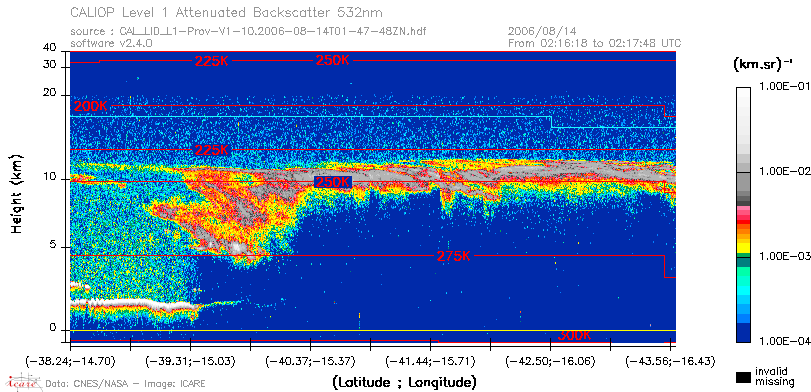 CALIOP Level 1 Attenuated Backscatter 532nm
source : CAL_LID_L1-Prov-V1-10.2006-08-14T01-47-48ZN.hdf 2006/08/14
software v2.4.0 From 02:16:18 to 02:17:48 UTC
(km.sr)⁻¹
40
30
20
10
5
0
Height (km)
225K 250K
200K
225K
250K
275K
300K
1.00E-01
1.00E-02
1.00E-03
1.00E-04
(-38.24;-14.70) (-39.31;-15.03) (-40.37;-15.37) (-41.44;-15.71) (-42.50;-16.06) (-43.56;-16.43)
(Latitude ; Longitude)
invalid
missing
icare Data: CNES/NASA - Image: ICARE